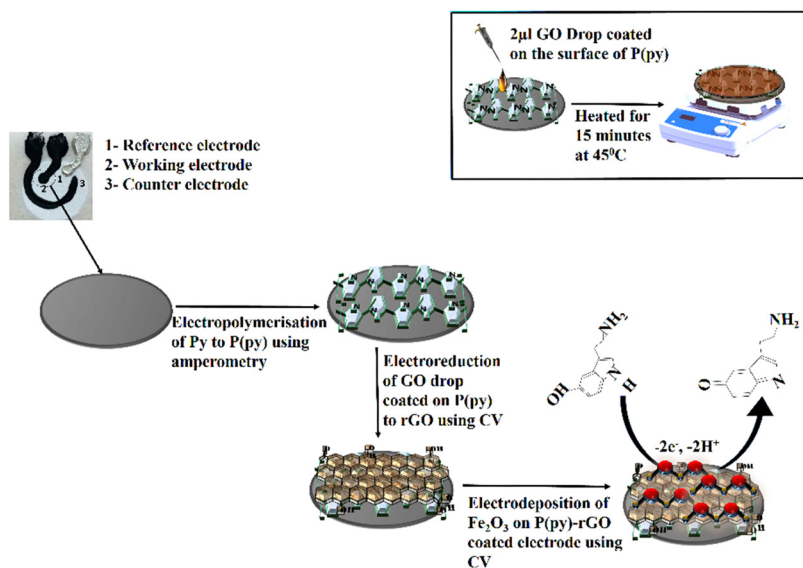 2µl GO Drop coated
on the surface of P(py)
Heated for
15 minutes
at 45⁰C
1- Reference electrode
2- Working electrode
3- Counter electrode
1
2
3
N N N N N
N N N N N
Electropolymerisation
of Py to P(py) using
amperometry
Electroreduction
of GO drop
coated on P(py)
to rGO using CV
NH₂
OH
N
H
NH₂
O
N
-2e⁻, -2H⁺
Electrodeposition of
Fe₂O₃ on P(py)-rGO
coated electrode using
CV